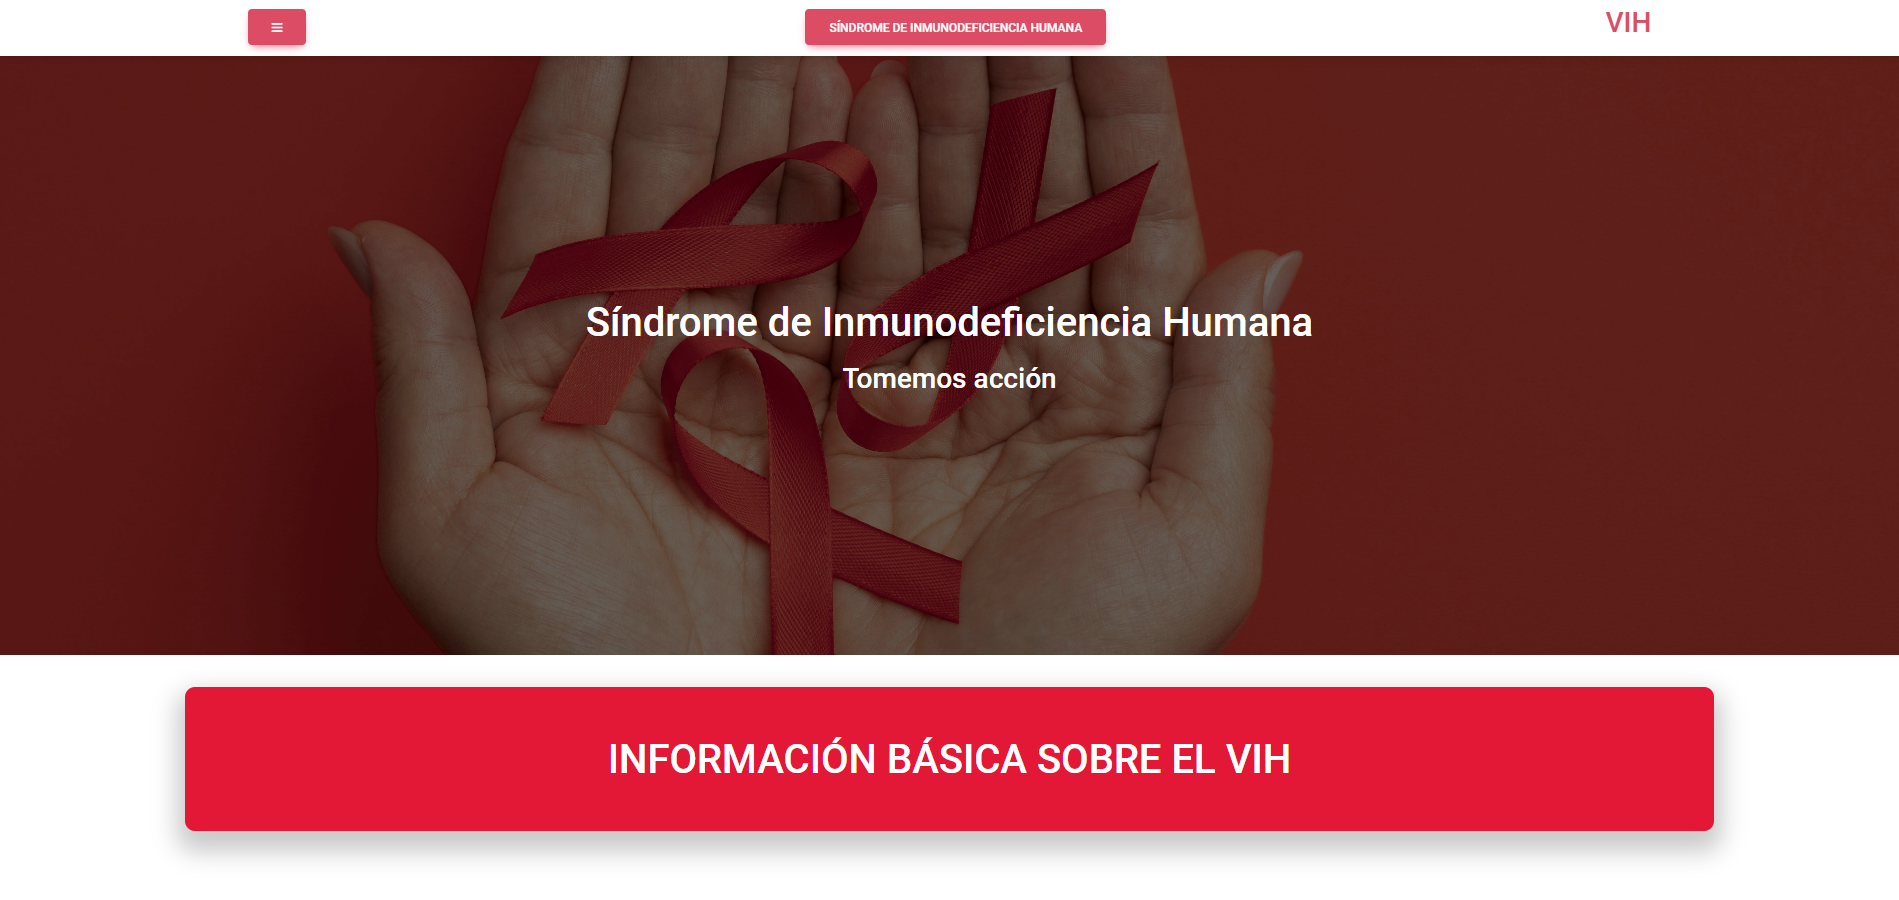 SÍNDROME DE INMUNODEFICIENCIA HUMANA
VIH
Síndrome de Inmunodeficiencia Humana
Tomemos acción
INFORMACIÓN BÁSICA SOBRE EL VIH